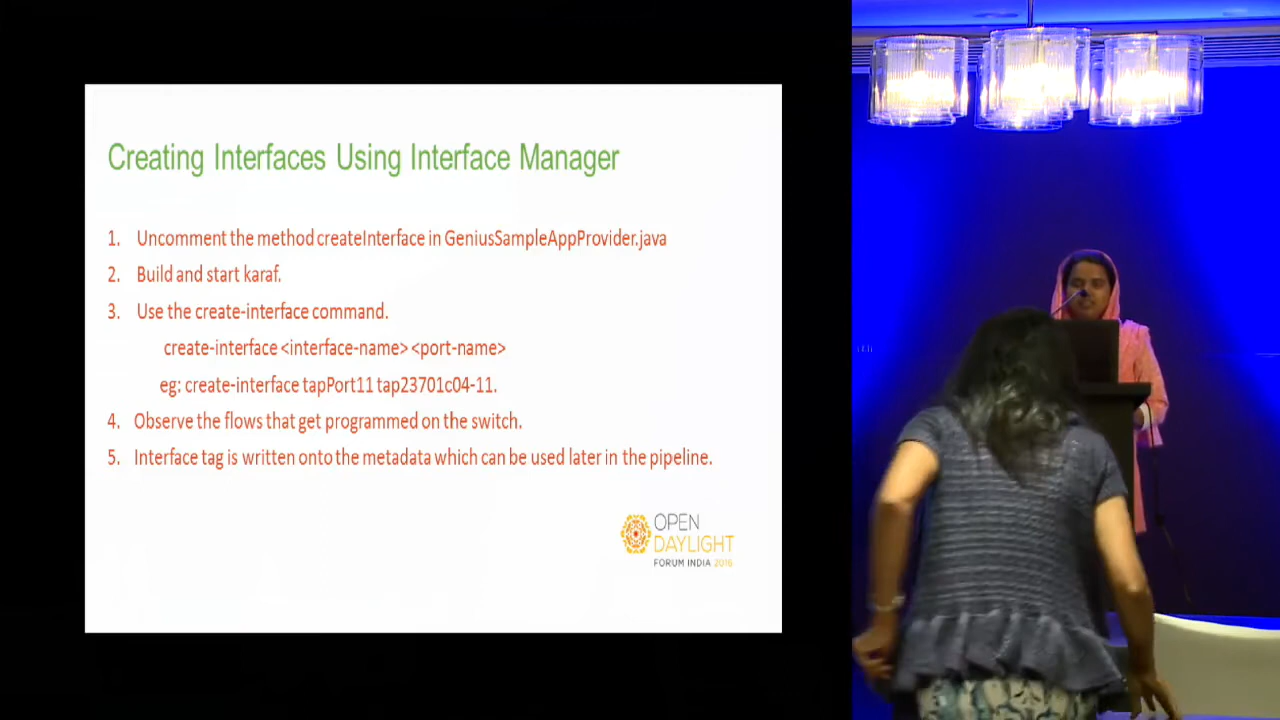 Creating Interfaces Using Interface Manager
1. Uncomment the method createInterface in GeniusSampleAppProvider.java
2. Build and start karaf.
3. Use the create-interface command.
create-interface <interface-name> <port-name>
eg: create-interface tapPort11 tap23701c04-11.
4. Observe the flows that get programmed on the switch.
5. Interface tag is written onto the metadata which can be used later in the pipeline.
OPEN
DAYLIGHT
FORUM INDIA 2016